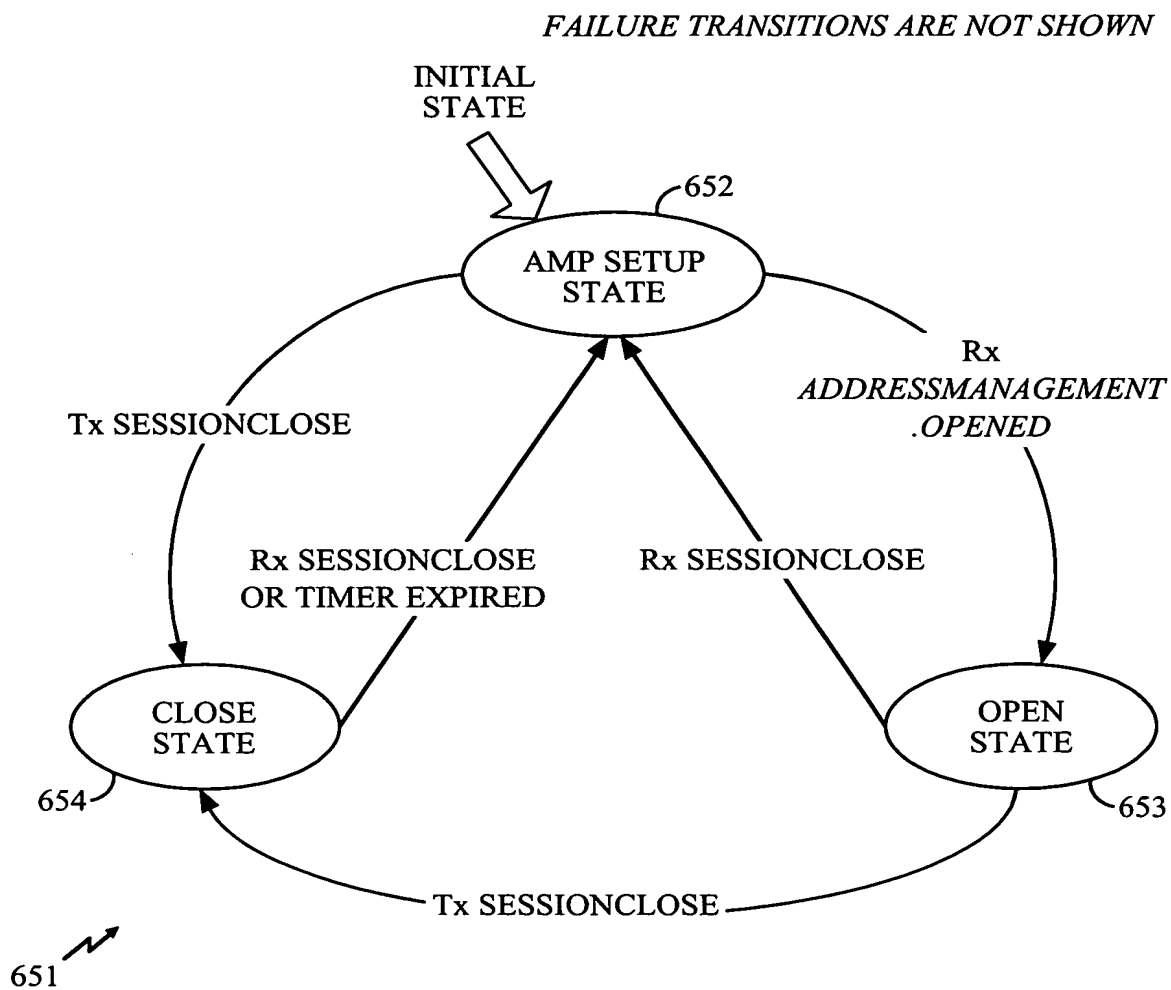 FAILURE TRANSITIONS ARE NOT SHOWN
INITIAL
STATE
652
AMP SETUP
STATE
Rx
ADDRESSMANAGEMENT
.OPENED
Tx SESSIONCLOSE
Rx SESSIONCLOSE
OR TIMER EXPIRED
Rx SESSIONCLOSE
CLOSE
STATE
OPEN
STATE
654
653
Tx SESSIONCLOSE
651